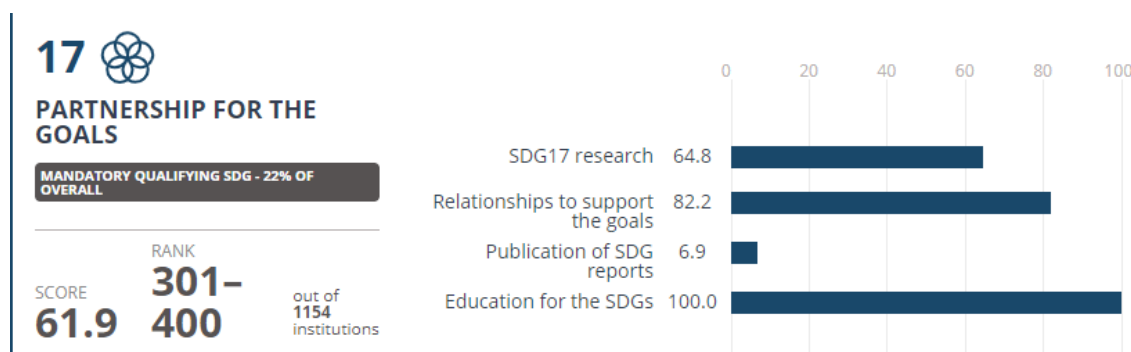 17
PARTNERSHIP FOR THE
GOALS
MANDATORY QUALIFYING SDG - 22% OF
OVERALL
SCORE
61.9
RANK
301–
400
out of
1154
institutions
0 20 40 60 80 100
SDG17 research 64.8
Relationships to support 82.2
the goals
Publication of SDG 6.9
reports
Education for the SDGs 100.0